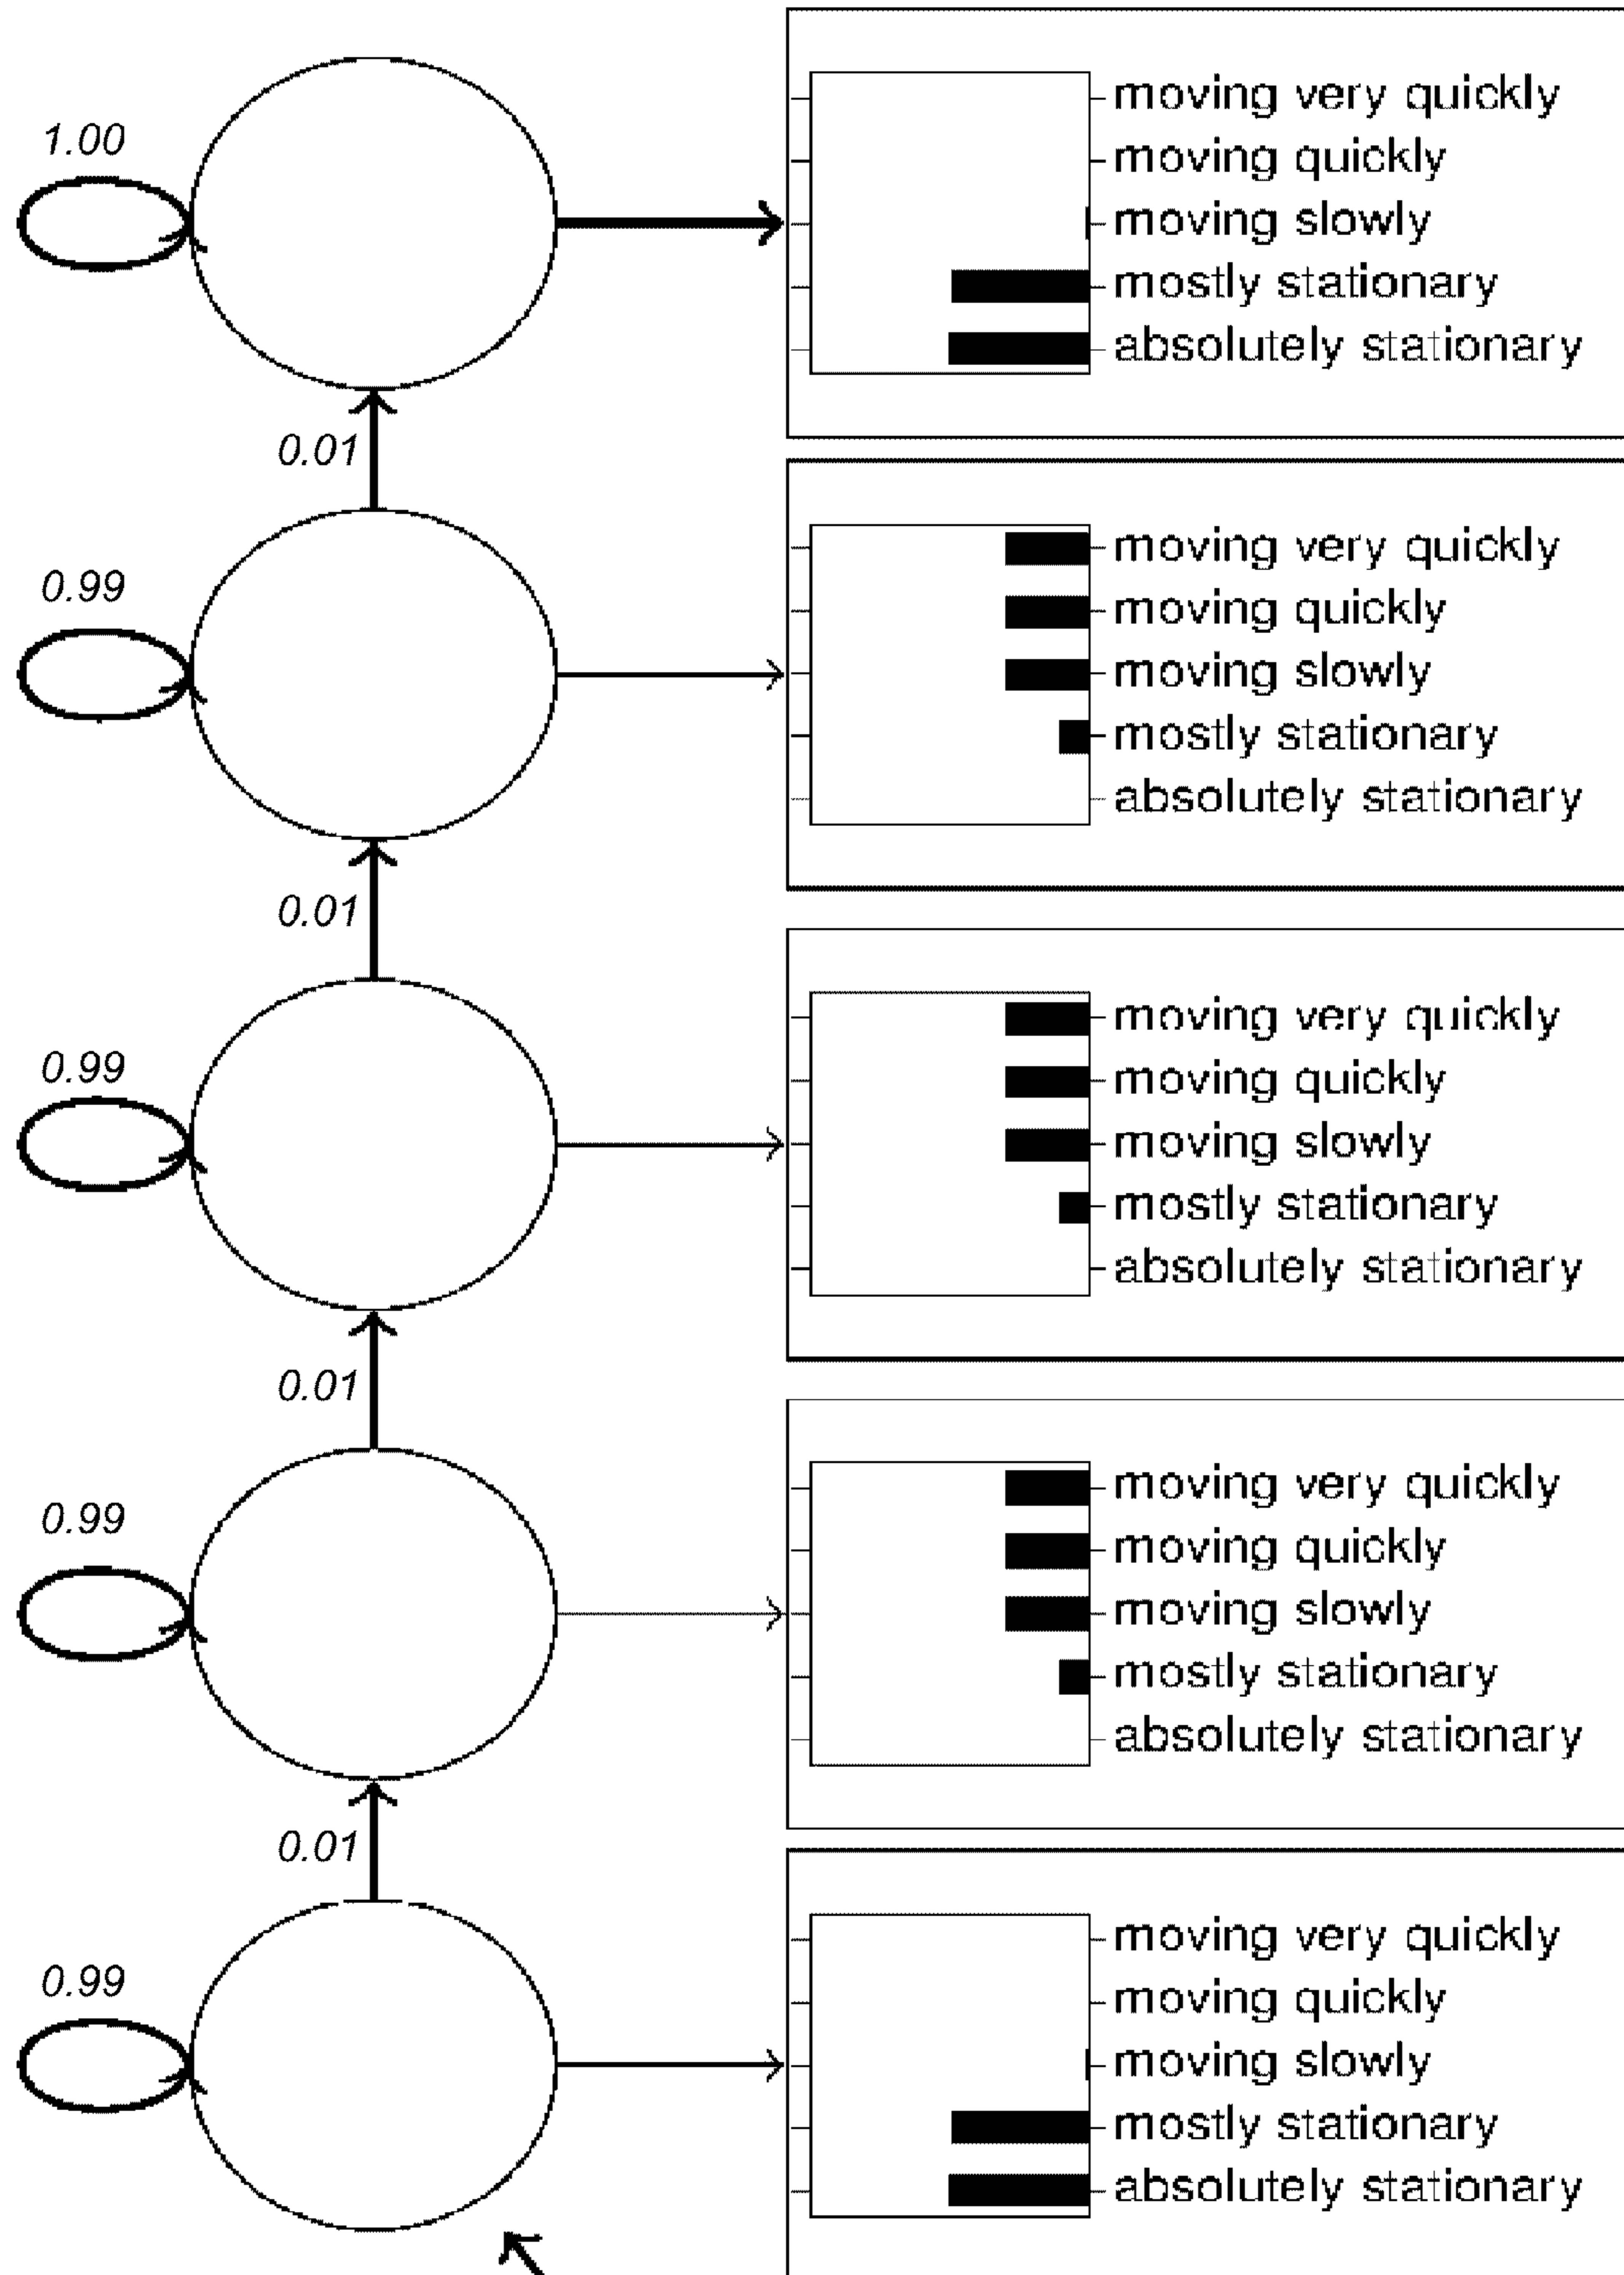 1.00
moving very quickly
moving quickly
moving slowly
mostly stationary
absolutely stationary
0.01
0.99
moving very quickly
moving quickly
moving slowly
mostly stationary
absolutely stationary
0.01
0.99
moving very quickly
moving quickly
moving slowly
mostly stationary
absolutely stationary
0.01
0.99
moving very quickly
moving quickly
moving slowly
mostly stationary
absolutely stationary
0.01
0.99
moving very quickly
moving quickly
moving slowly
mostly stationary
absolutely stationary